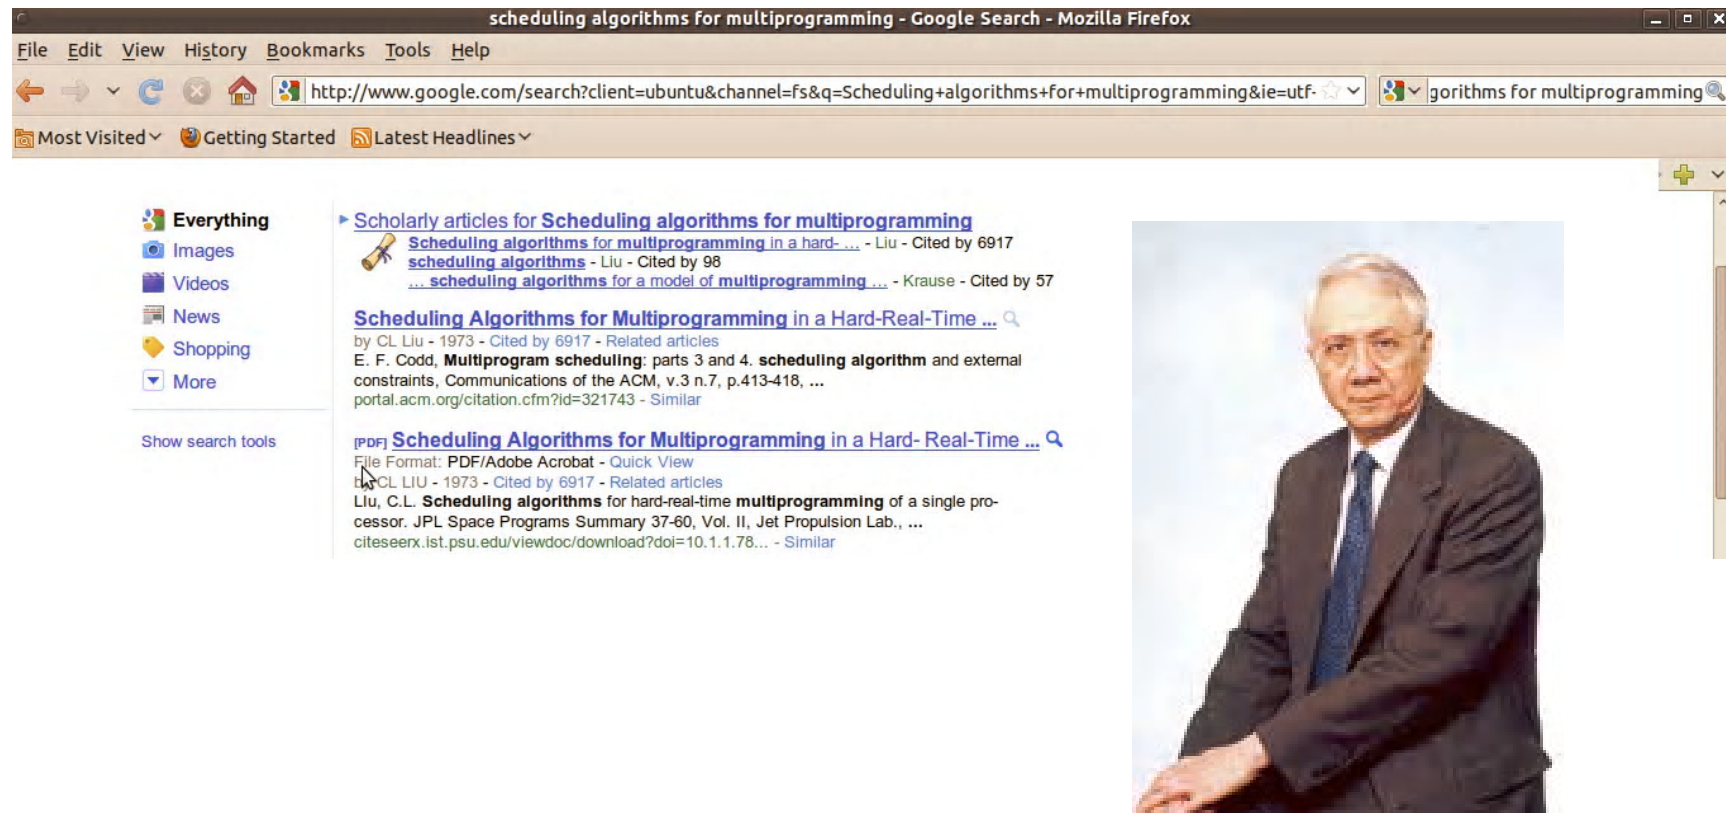 scheduling algorithms for multiprogramming - Google Search - Mozilla Firefox
File Edit View History Bookmarks Tools Help
http://www.google.com/search?client=ubuntu&channel=fs&q=Scheduling+algorithms+for+multiprogramming&ie=utf- gorithms for multiprogramming
Most Visited Getting Started Latest Headlines
Everything
Images
Videos
News
Shopping
More
Show search tools
Scholarly articles for Scheduling algorithms for multiprogramming
Scheduling algorithms for multiprogramming in a hard- ... - Liu - Cited by 6917
scheduling algorithms - Liu - Cited by 98
... scheduling algorithms for a model of multiprogramming ... - Krause - Cited by 57
Scheduling Algorithms for Multiprogramming in a Hard-Real-Time ...
by CL Liu - 1973 - Cited by 6917 - Related articles
E. F. Codd, Multiprogram scheduling: parts 3 and 4. scheduling algorithm and external
constraints, Communications of the ACM, v.3 n.7, p.413-418, ...
portal.acm.org/citation.cfm?id=321743 - Similar
[PDF] Scheduling Algorithms for Multiprogramming in a Hard- Real-Time ...
File Format: PDF/Adobe Acrobat - Quick View
by CL LIU - 1973 - Cited by 6917 - Related articles
LIu, C.L. Scheduling algorithms for hard-real-time multiprogramming of a single pro-
cessor. JPL Space Programs Summary 37-60, Vol. II, Jet Propulsion Lab., ...
citeseerx.ist.psu.edu/viewdoc/download?doi=10.1.1.78... - Similar